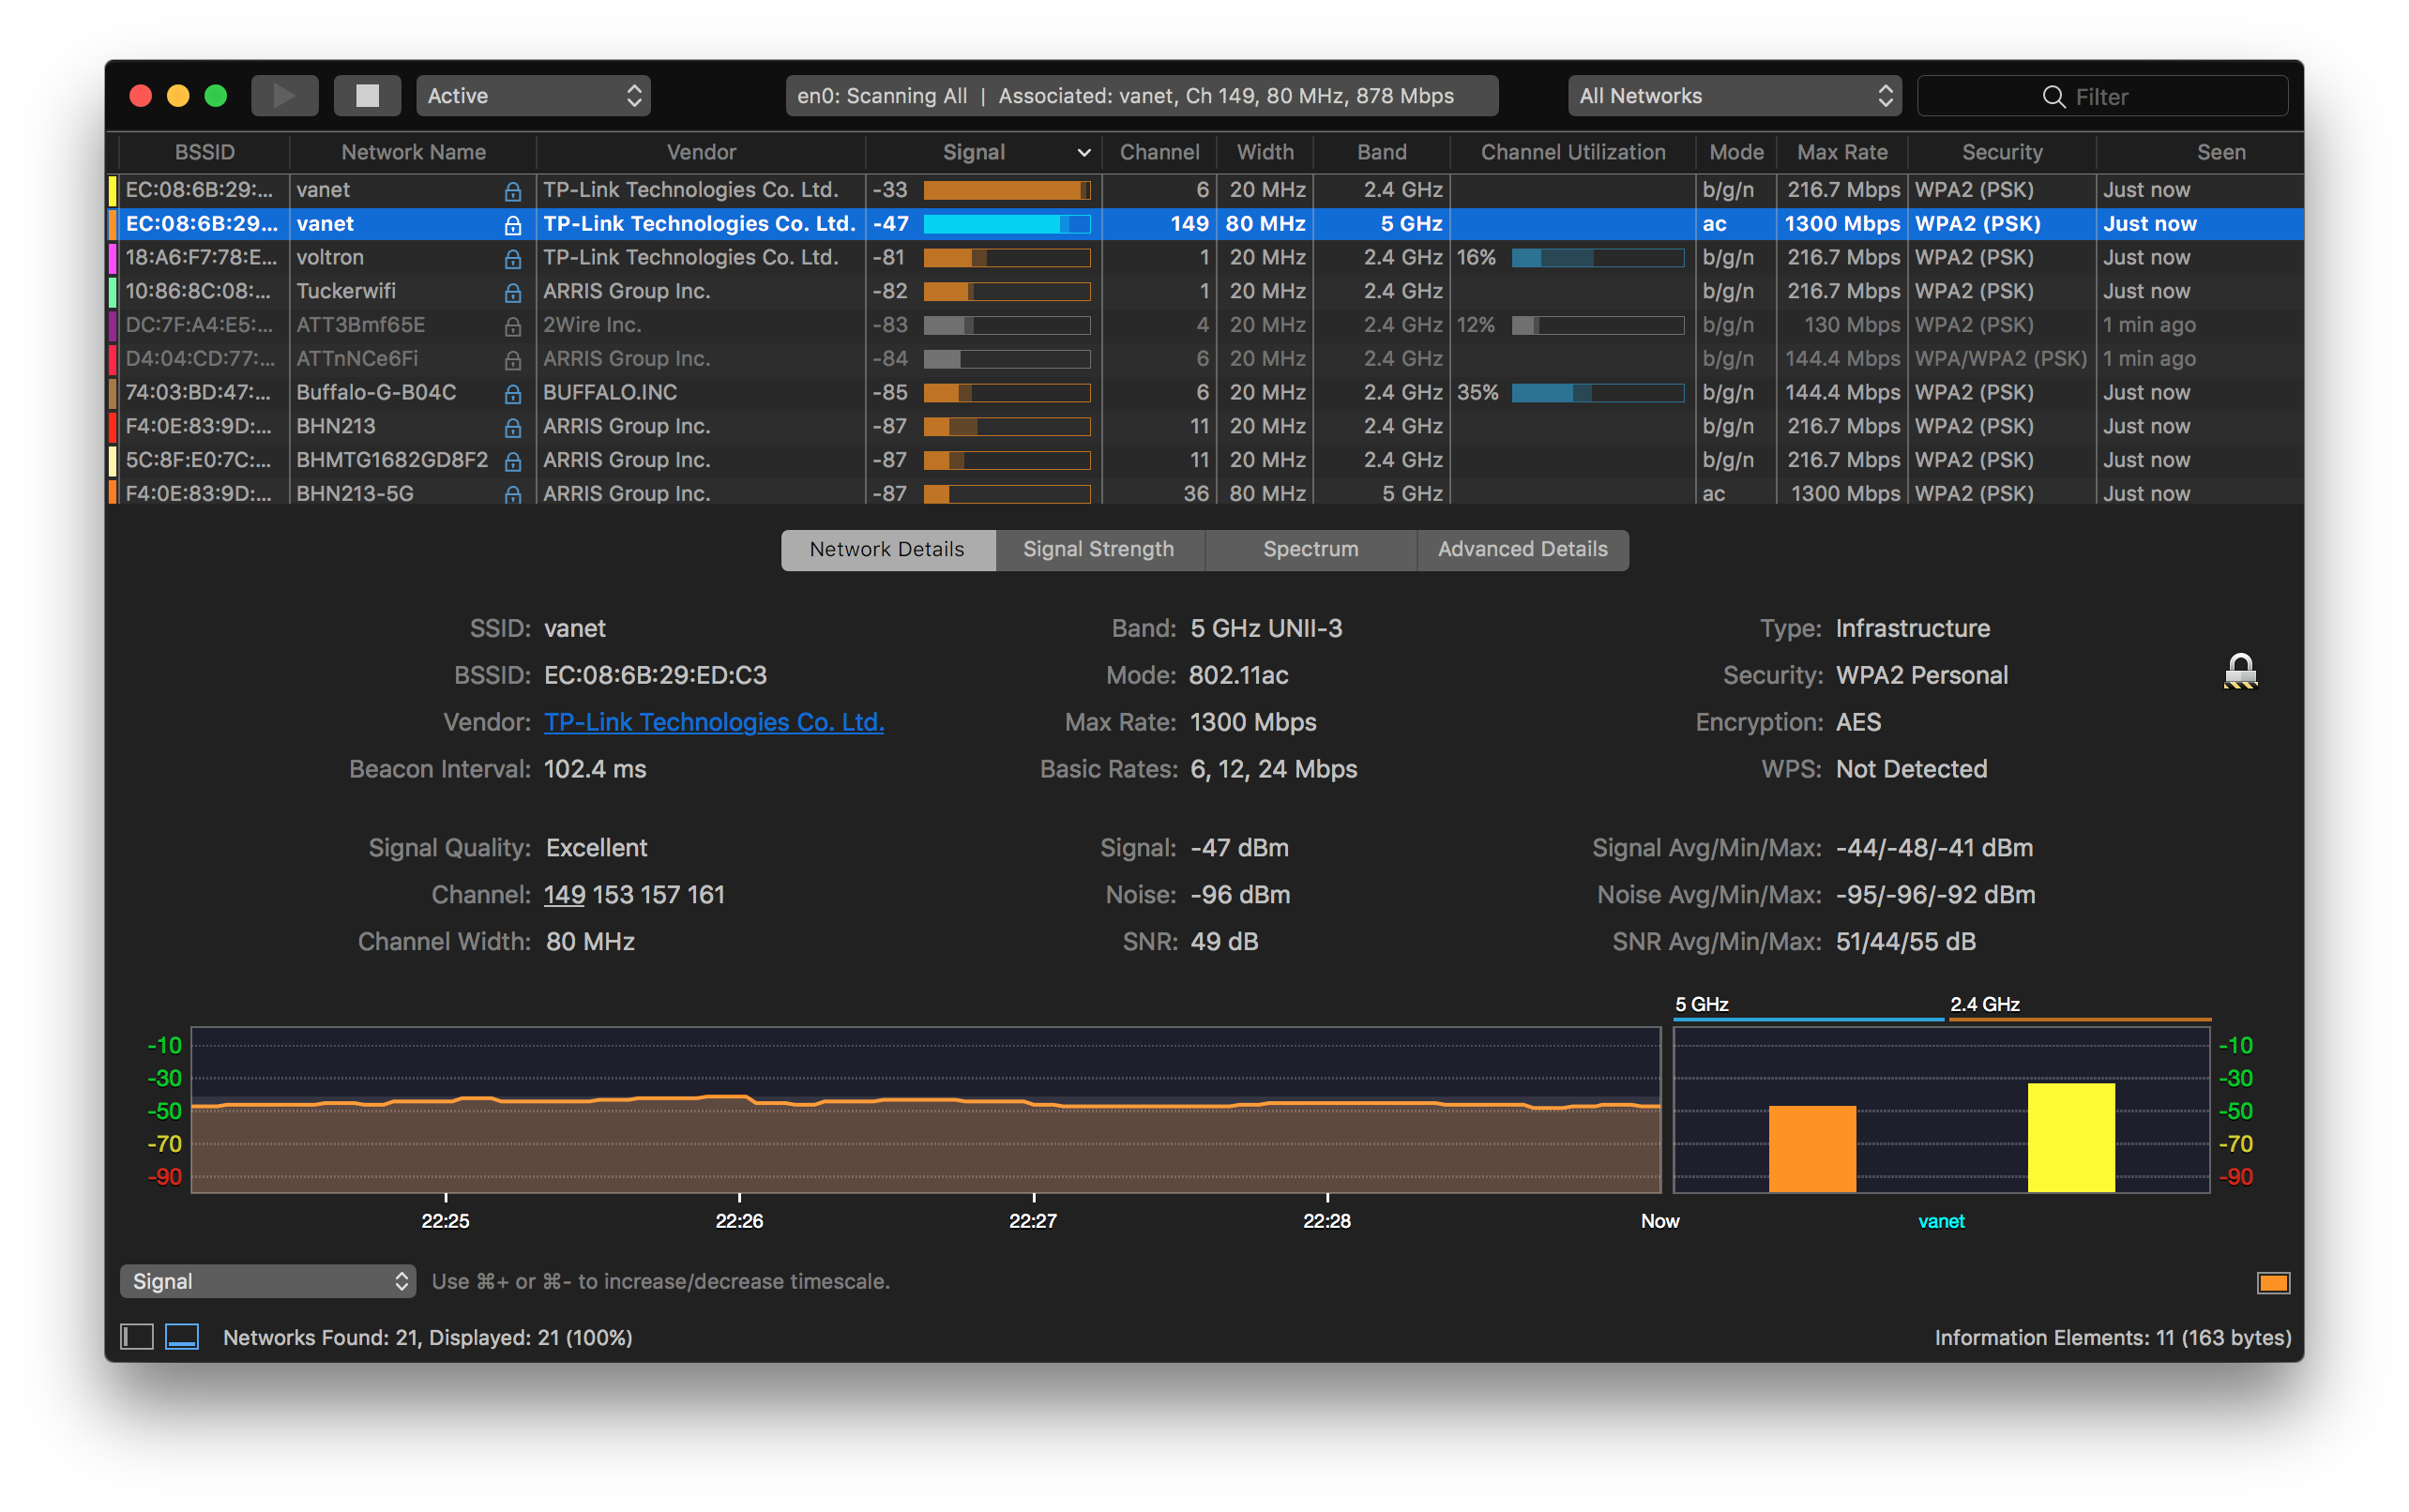 Active en0: Scanning All | Associated: vanet, Ch 149, 80 MHz, 878 Mbps All Networks Filter
BSSID Network Name Vendor Signal Channel Width Band Channel Utilization Mode Max Rate Security Seen
EC:08:6B:29:... vanet TP-Link Technologies Co. Ltd. -33 6 20 MHz 2.4 GHz b/g/n 216.7 Mbps WPA2 (PSK) Just now
EC:08:6B:29... vanet TP-Link Technologies Co. Ltd. -47 149 80 MHz 5 GHz ac 1300 Mbps WPA2 (PSK) Just now
18:A6:F7:78:E... voltron TP-Link Technologies Co. Ltd. -81 1 20 MHz 2.4 GHz 16% b/g/n 216.7 Mbps WPA2 (PSK) Just now
10:86:8C:08:... Tuckerwifi ARRIS Group Inc. -82 1 20 MHz 2.4 GHz b/g/n 216.7 Mbps WPA2 (PSK) Just now
DC:7F:A4:E5:... ATT3Bmf65E 2Wire Inc. -83 4 20 MHz 2.4 GHz 12% b/g/n 130 Mbps WPA2 (PSK) 1 min ago
D4:04:CD:77:... ATTnNCe6Fi ARRIS Group Inc. -84 6 20 MHz 2.4 GHz b/g/n 144.4 Mbps WPA/WPA2 (PSK) 1 min ago
74:03:BD:47:... Buffalo-G-B04C BUFFALO.INC -85 6 20 MHz 2.4 GHz 35% b/g/n 144.4 Mbps WPA2 (PSK) Just now
F4:0E:83:9D:... BHN213 ARRIS Group Inc. -87 11 20 MHz 2.4 GHz b/g/n 216.7 Mbps WPA2 (PSK) Just now
5C:8F:E0:7C:... BHMTG1682GD8F2 ARRIS Group Inc. -87 11 20 MHz 2.4 GHz b/g/n 216.7 Mbps WPA2 (PSK) Just now
F4:0E:83:9D:... BHN213-5G ARRIS Group Inc. -87 36 80 MHz 5 GHz ac 1300 Mbps WPA2 (PSK) Just now
Network Details Signal Strength Spectrum Advanced Details
SSID: vanet Band: 5 GHz UNII-3 Type: Infrastructure
BSSID: EC:08:6B:29:ED:C3 Mode: 802.11ac Security: WPA2 Personal
Vendor: TP-Link Technologies Co. Ltd. Max Rate: 1300 Mbps Encryption: AES
Beacon Interval: 102.4 ms Basic Rates: 6, 12, 24 Mbps WPS: Not Detected
Signal Quality: Excellent Signal: -47 dBm Signal Avg/Min/Max: -44/-48/-41 dBm
Channel: 149 153 157 161 Noise: -96 dBm Noise Avg/Min/Max: -95/-96/-92 dBm
Channel Width: 80 MHz SNR: 49 dB SNR Avg/Min/Max: 51/44/55 dB
5 GHz 2.4 GHz
-10 -10
-30 -30
-50 -50
-70 -70
-90 -90
22:25 22:26 22:27 22:28 Now vanet
Signal Use ⌘+ or ⌘- to increase/decrease timescale.
Networks Found: 21, Displayed: 21 (100%) Information Elements: 11 (163 bytes)